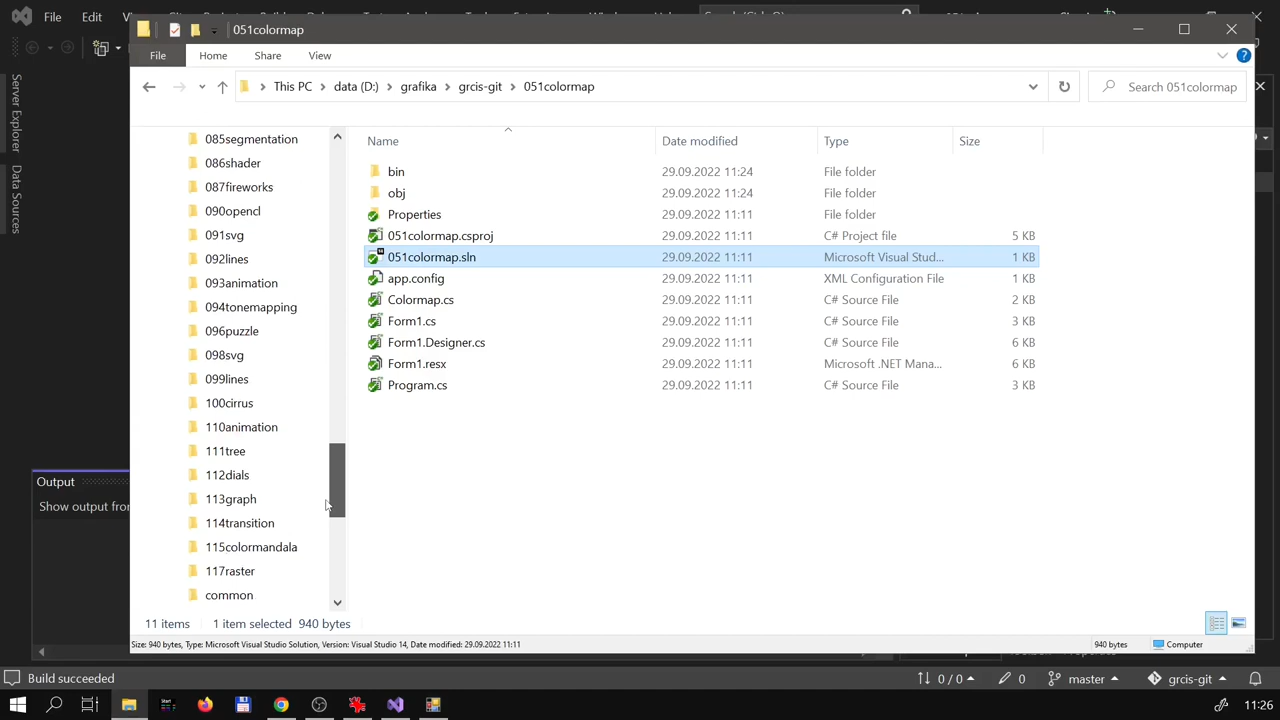 File
Edit
051colormap
File
Home
Share
View
This PC
data (D:)
grafika
grcis-git
051colormap
Search 051colormap
Server Explorer
Data Sources
085segmentation
086shader
087fireworks
090opencl
091svg
092lines
093animation
094tonemapping
096puzzle
098svg
099lines
100cirrus
110animation
111tree
112dials
113graph
114transition
115colormandala
117raster
common
Name Date modified Type Size
bin 29.09.2022 11:24 File folder
obj 29.09.2022 11:24 File folder
Properties 29.09.2022 11:11 File folder
051colormap.csproj 29.09.2022 11:11 C# Project file 5 KB
051colormap.sln 29.09.2022 11:11 Microsoft Visual Stud... 1 KB
app.config 29.09.2022 11:11 XML Configuration File 1 KB
Colormap.cs 29.09.2022 11:11 C# Source File 2 KB
Form1.cs 29.09.2022 11:11 C# Source File 3 KB
Form1.Designer.cs 29.09.2022 11:11 C# Source File 6 KB
Form1.resx 29.09.2022 11:11 Microsoft .NET Mana... 6 KB
Program.cs 29.09.2022 11:11 C# Source File 3 KB
Output
Show output from
11 items 1 item selected 940 bytes
Size: 940 bytes, Type: Microsoft Visual Studio Solution, Version: Visual Studio 14, Date modified: 29.09.2022 11:11 940 bytes Computer
Build succeeded 0 / 0 0 master grcis-git
11:26